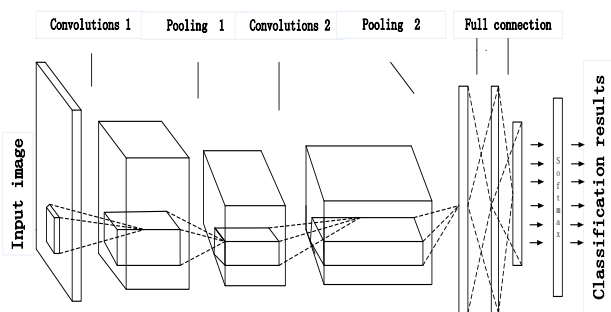 Convolutions 1
Pooling 1
Convolutions 2
Pooling 2
Full connection
Input image
Softmax
Classification results